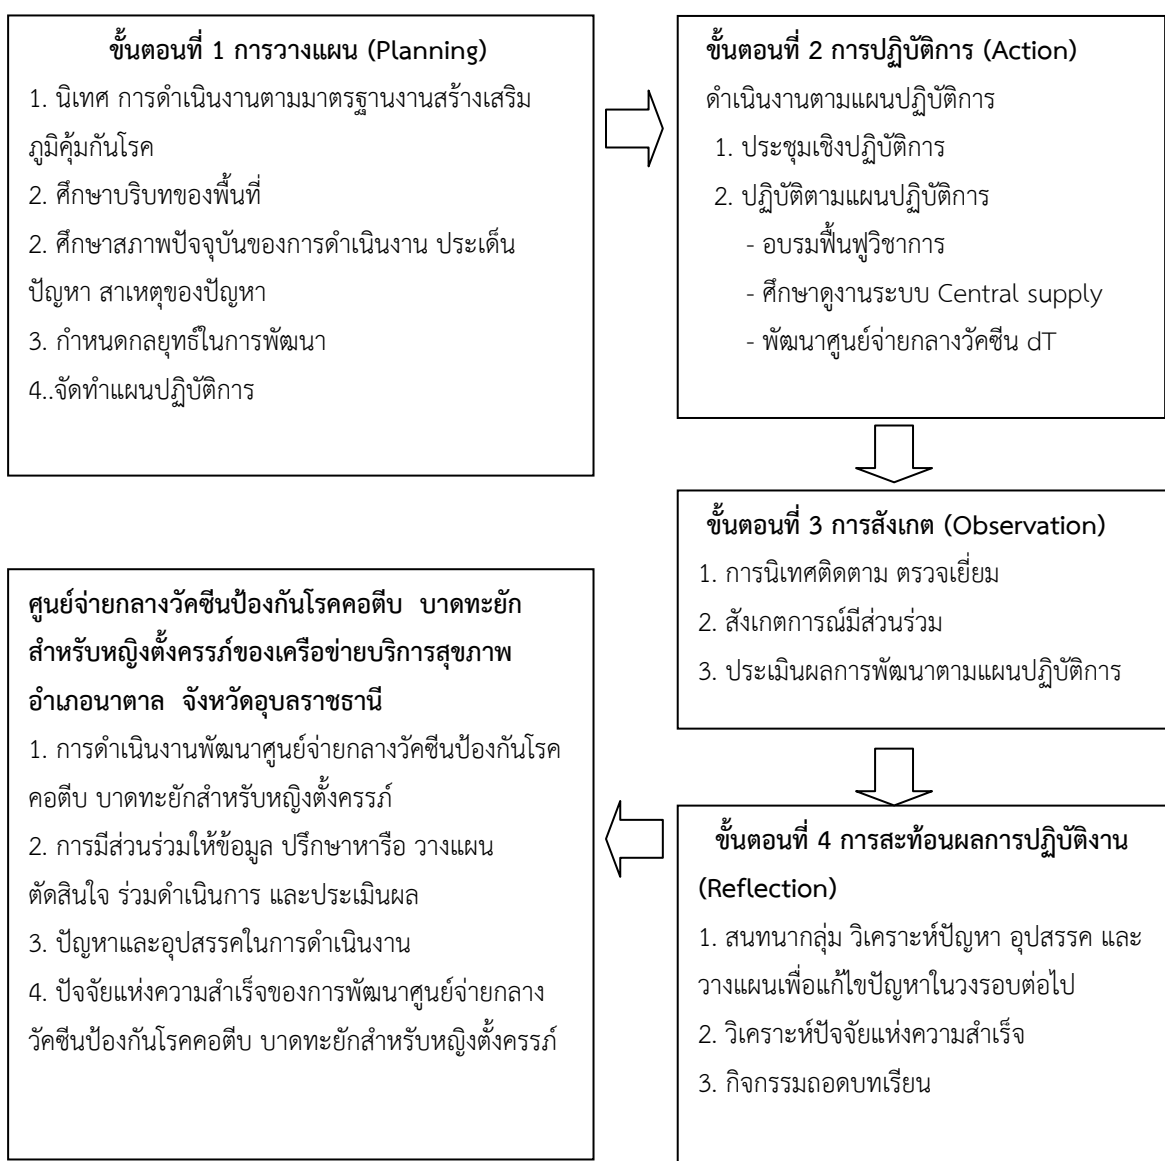 ขั้นตอนที่ 1 การวางแผน (Planning)
1. นิเทศ การดำเนินงานตามมาตรฐานงานสร้างเสริม
ภูมิคุ้มกันโรค
2. ศึกษาบริบทของพื้นที่
2. ศึกษาสภาพปัจจุบันของการดำเนินงาน ประเด็น
ปัญหา สาเหตุของปัญหา
3. กำหนดกลยุทธ์ในการพัฒนา
4..จัดทำแผนปฏิบัติการ
ขั้นตอนที่ 2 การปฏิบัติการ (Action)
ดำเนินงานตามแผนปฏิบัติการ
1. ประชุมเชิงปฏิบัติการ
2. ปฏิบัติตามแผนปฏิบัติการ
- อบรมฟื้นฟูวิชาการ
- ศึกษาดูงานระบบ Central supply
- พัฒนาศูนย์จ่ายกลางวัคซีน dT
ขั้นตอนที่ 3 การสังเกต (Observation)
1. การนิเทศติดตาม ตรวจเยี่ยม
2. สังเกตการณ์มีส่วนร่วม
3. ประเมินผลการพัฒนาตามแผนปฏิบัติการ
ขั้นตอนที่ 4 การสะท้อนผลการปฏิบัติงาน
(Reflection)
1. สนทนากลุ่ม วิเคราะห์ปัญหา อุปสรรค และ
วางแผนเพื่อแก้ไขปัญหาในวงรอบต่อไป
2. วิเคราะห์ปัจจัยแห่งความสำเร็จ
3. กิจกรรมถอดบทเรียน
ศูนย์จ่ายกลางวัคซีนป้องกันโรคคอตีบ บาดทะยัก
สำหรับหญิงตั้งครรภ์ของเครือข่ายบริการสุขภาพ
อำเภอนาตาล จังหวัดอุบลราชธานี
1. การดำเนินงานพัฒนาศูนย์จ่ายกลางวัคซีนป้องกันโรค
คอตีบ บาดทะยักสำหรับหญิงตั้งครรภ์
2. การมีส่วนร่วมให้ข้อมูล ปรึกษาหารือ วางแผน
ตัดสินใจ ร่วมดำเนินการ และประเมินผล
3. ปัญหาและอุปสรรคในการดำเนินงาน
4. ปัจจัยแห่งความสำเร็จของการพัฒนาศูนย์จ่ายกลาง
วัคซีนป้องกันโรคคอตีบ บาดทะยักสำหรับหญิงตั้งครรภ์